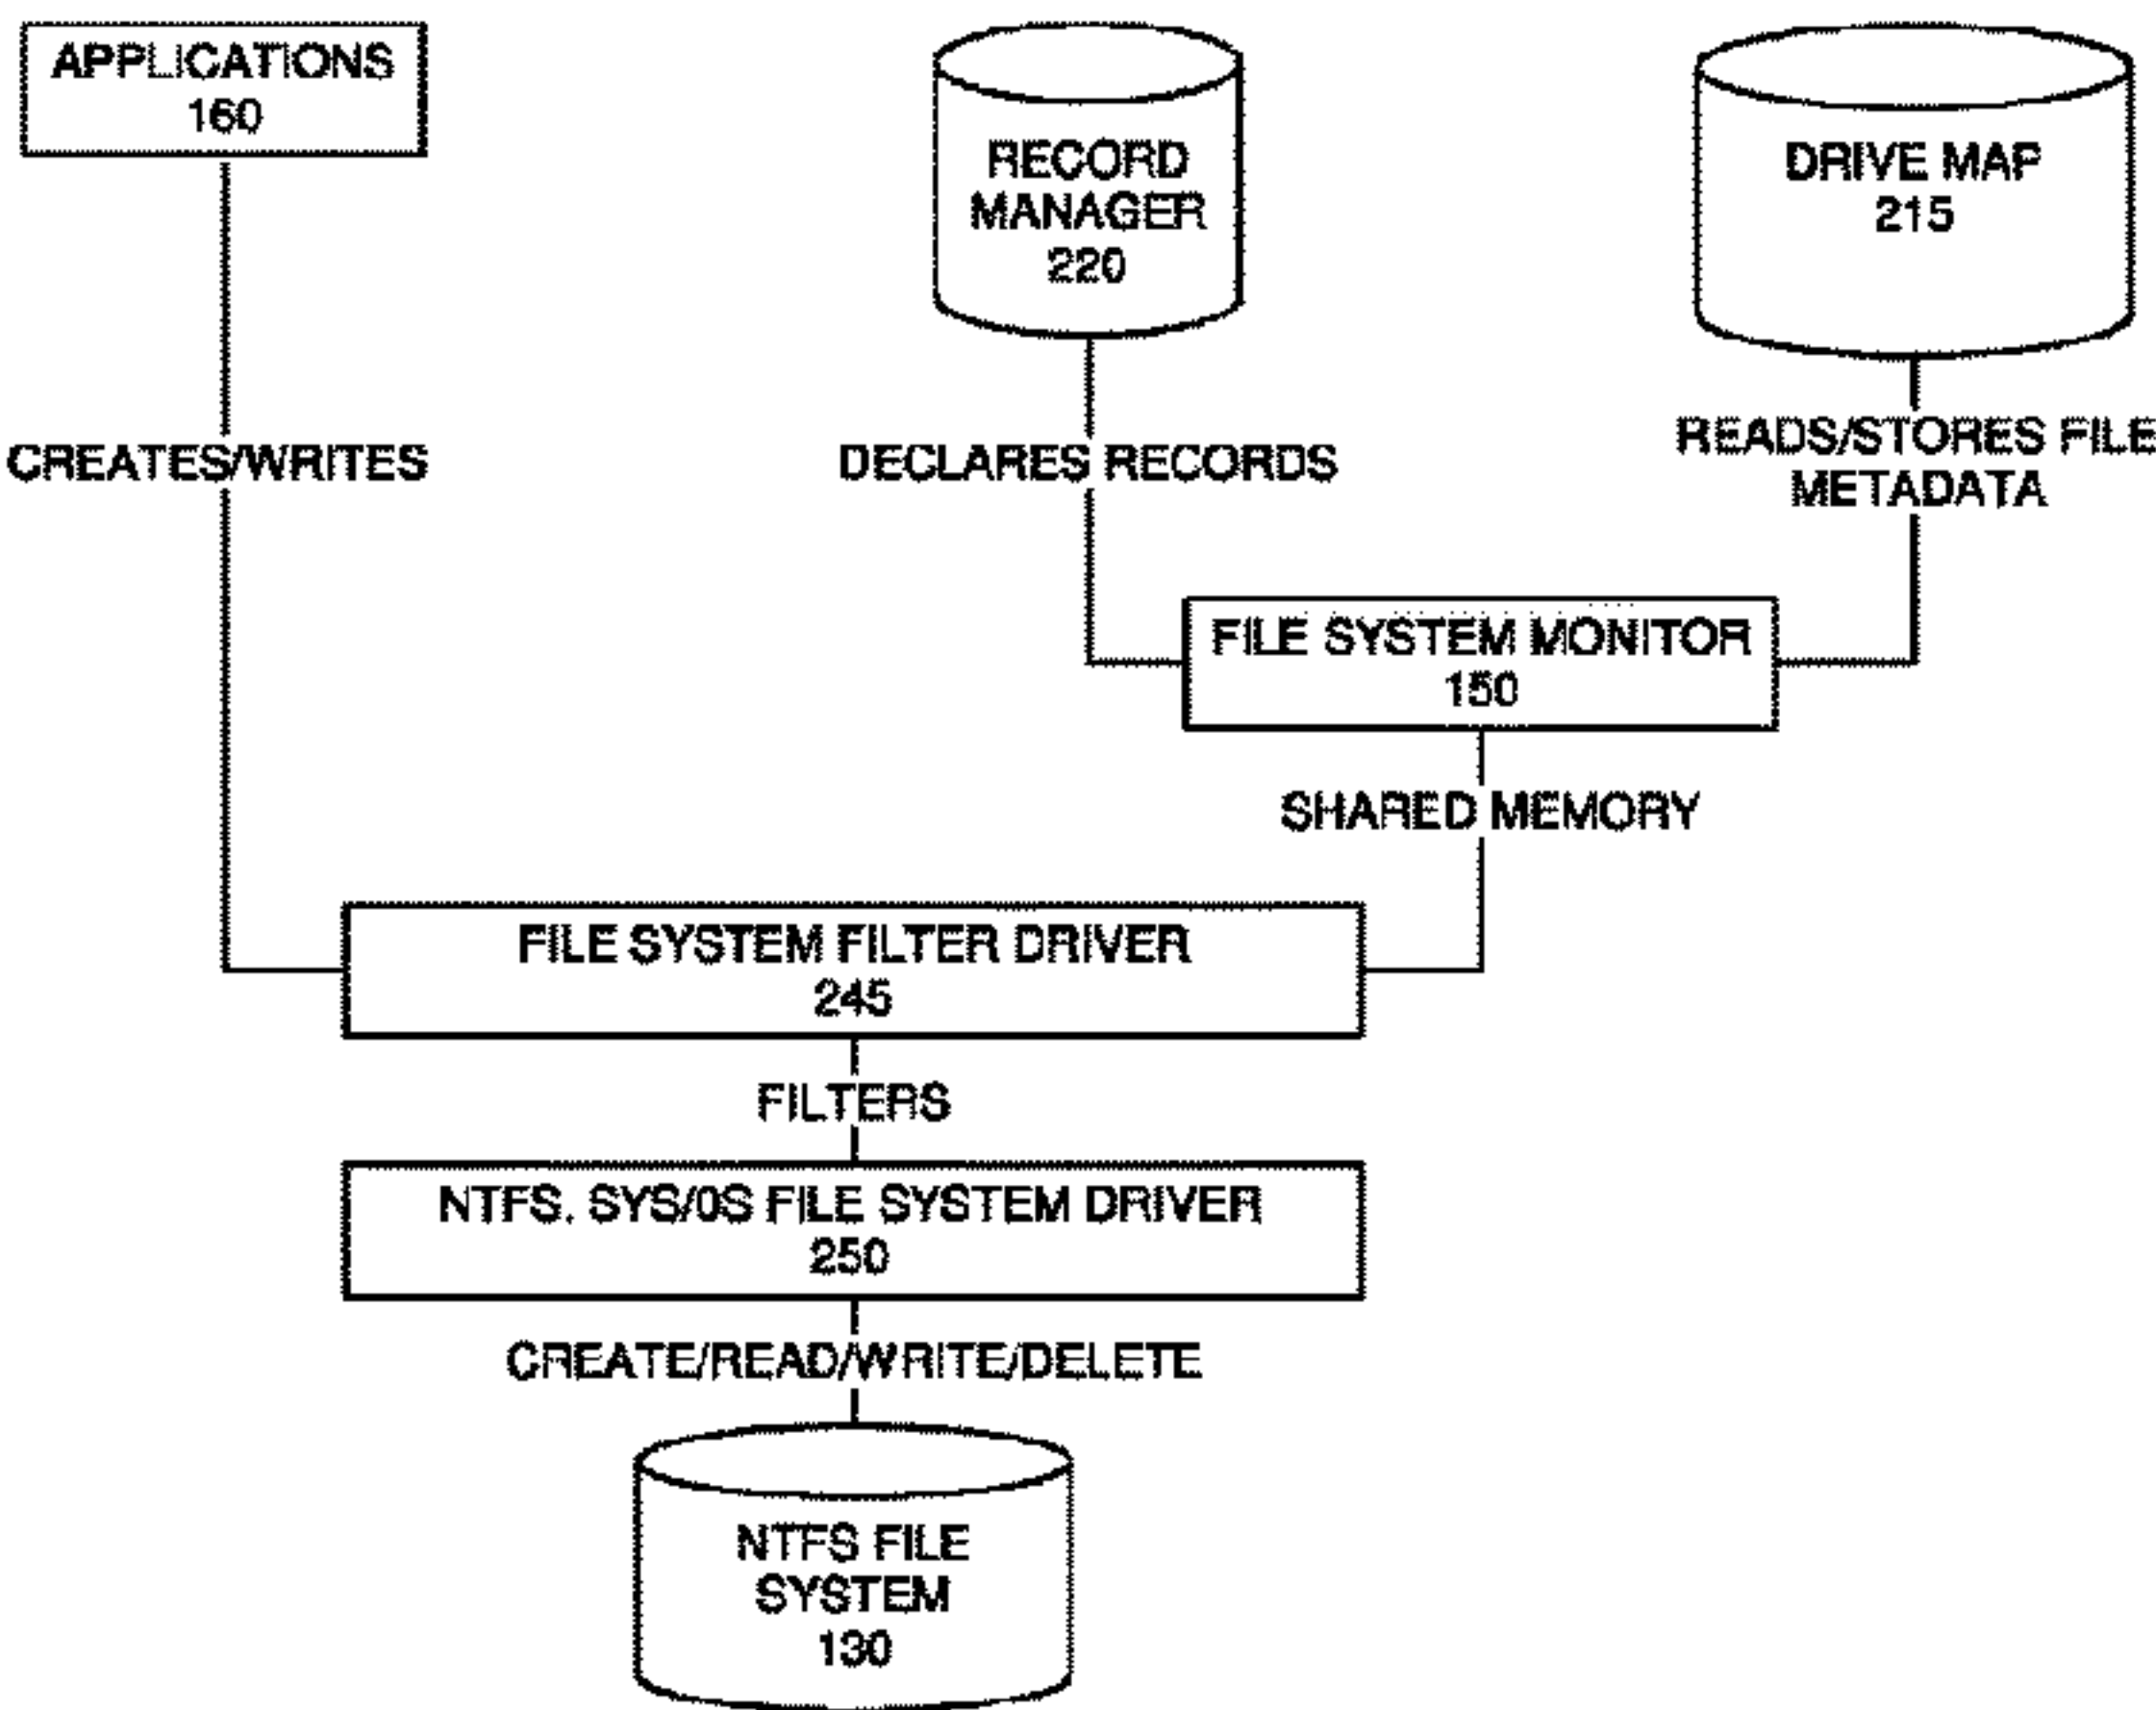 APPLICATIONS
160
RECORD
MANAGER
220
DRIVE MAP
215
CREATES/WRITES
DECLARES RECORDS
READS/STORES FILE
METADATA
FILE SYSTEM MONITOR
150
SHARED MEMORY
FILE SYSTEM FILTER DRIVER
245
FILTERS
NTFS. SYS/0S FILE SYSTEM DRIVER
250
CREATE/READ/WRITE/DELETE
NTFS FILE
SYSTEM
130